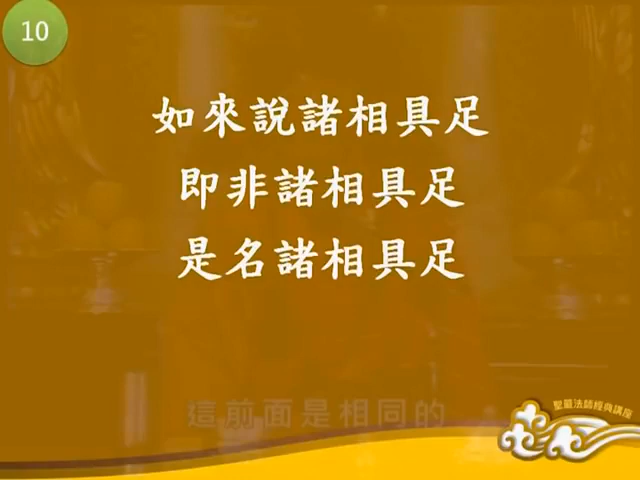 10
如來說諸相具足
即非諸相具足
是名諸相具足
這前面是相同的
聖嚴法師經典講座